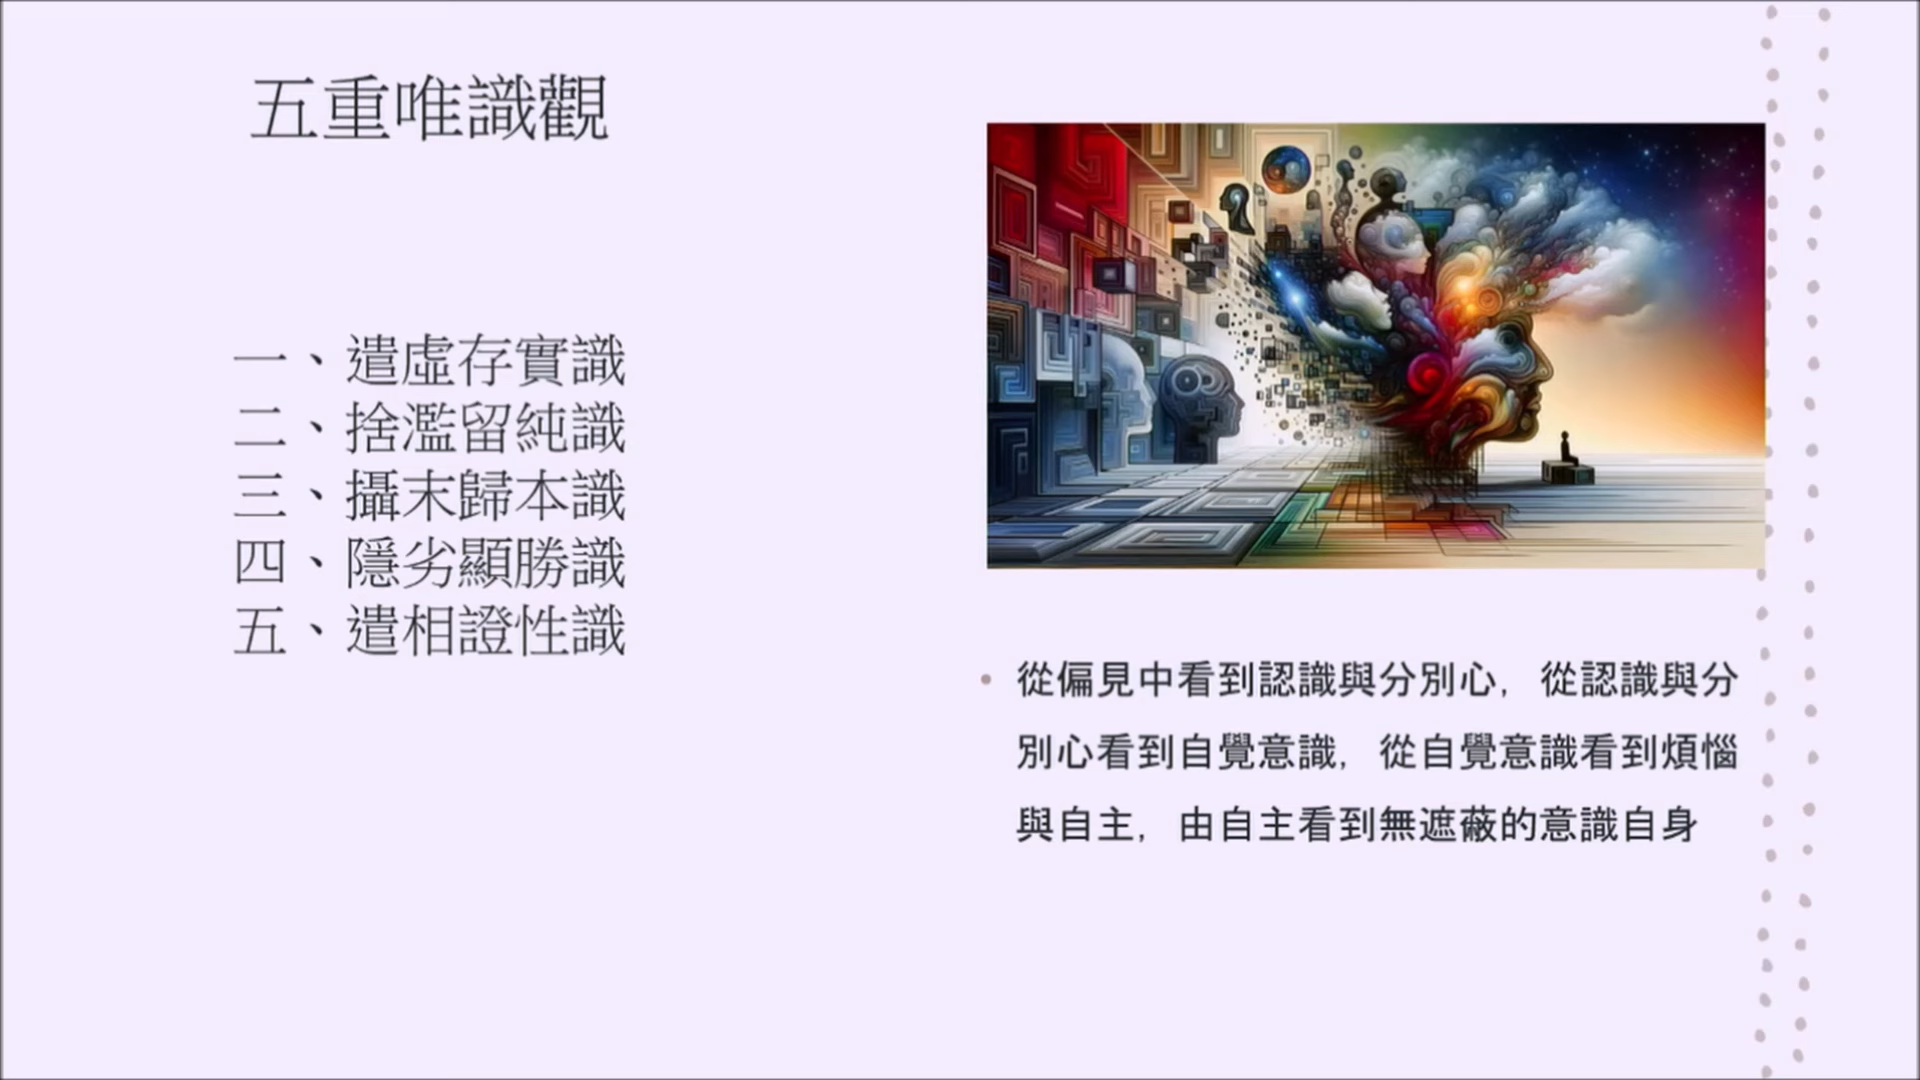 五重唯識觀
一、遣虛存實識
二、捨濫留純識
三、攝末歸本識
四、隱劣顯勝識
五、遣相證性識
• 從偏見中看到認識與分別心，從認識與分
別心看到自覺意識，從自覺意識看到煩惱
與自主，由自主看到無遮蔽的意識自身